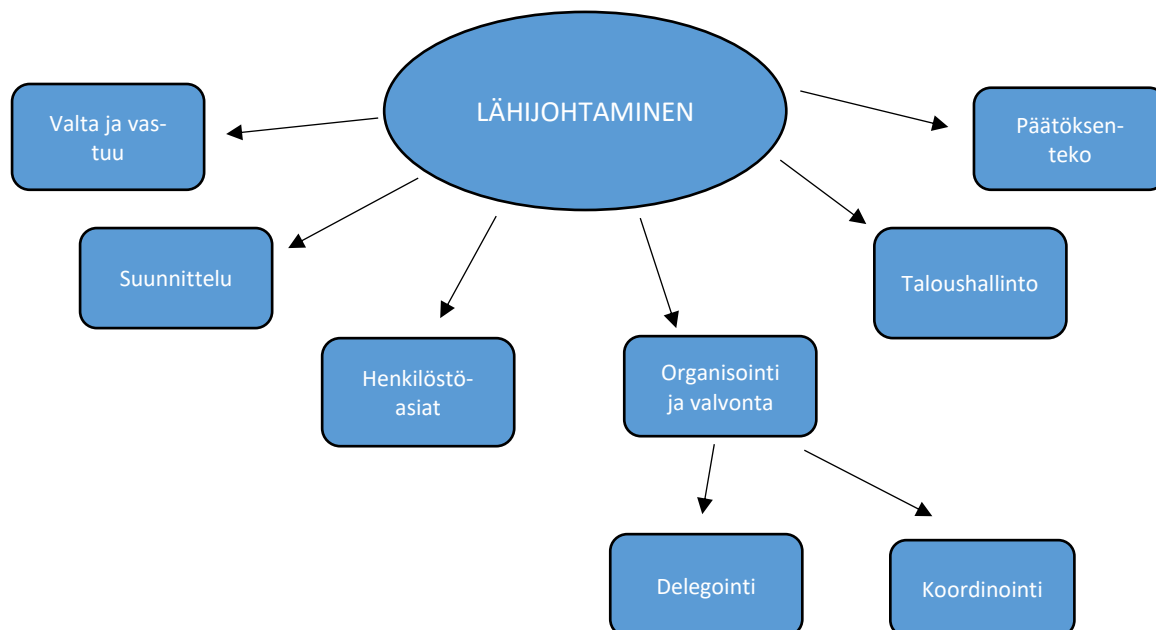 LÄHIJOHTAMINEN
Valta ja vas-
tuu
Päätöksen-
teko
Suunnittelu
Taloushallinto
Henkilöstö-
asiat
Organisointi
ja valvonta
Delegointi
Koordinointi